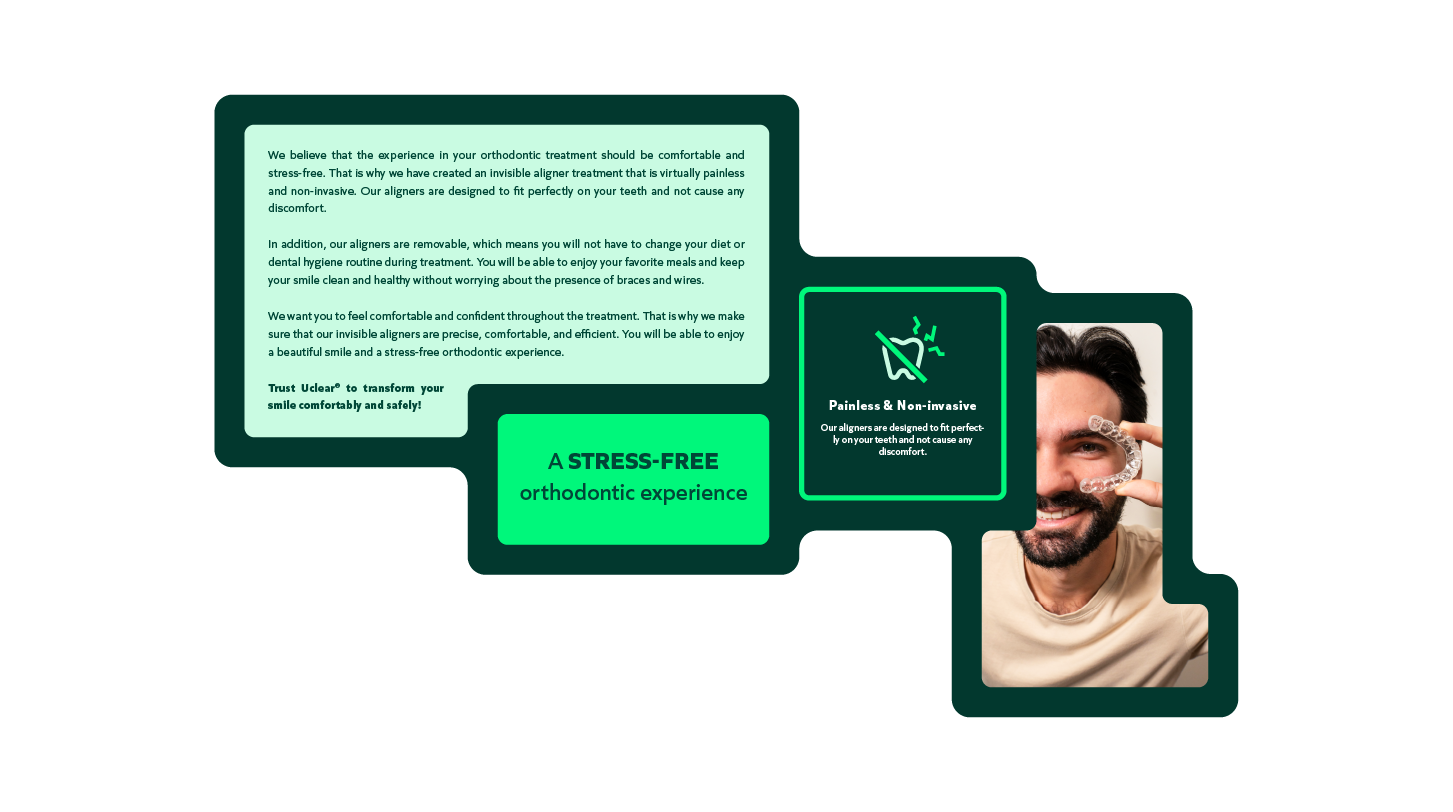 We believe that the experience in your orthodontic treatment should be comfortable and
stress-free. That is why we have created an invisible aligner treatment that is virtually painless
and non-invasive. Our aligners are designed to fit perfectly on your teeth and not cause any
discomfort.
In addition, our aligners are removable, which means you will not have to change your diet or
dental hygiene routine during treatment. You will be able to enjoy your favorite meals and keep
your smile clean and healthy without worrying about the presence of braces and wires.
We want you to feel comfortable and confident throughout the treatment. That is why we make
sure that our invisible aligners are precise, comfortable, and efficient. You will be able to enjoy
a beautiful smile and a stress-free orthodontic experience.
Trust Uclear® to transform your
smile comfortably and safely!
A STRESS-FREE
orthodontic experience
Painless & Non-invasive
Our aligners are designed to fit perfect-
ly on your teeth and not cause any
discomfort.